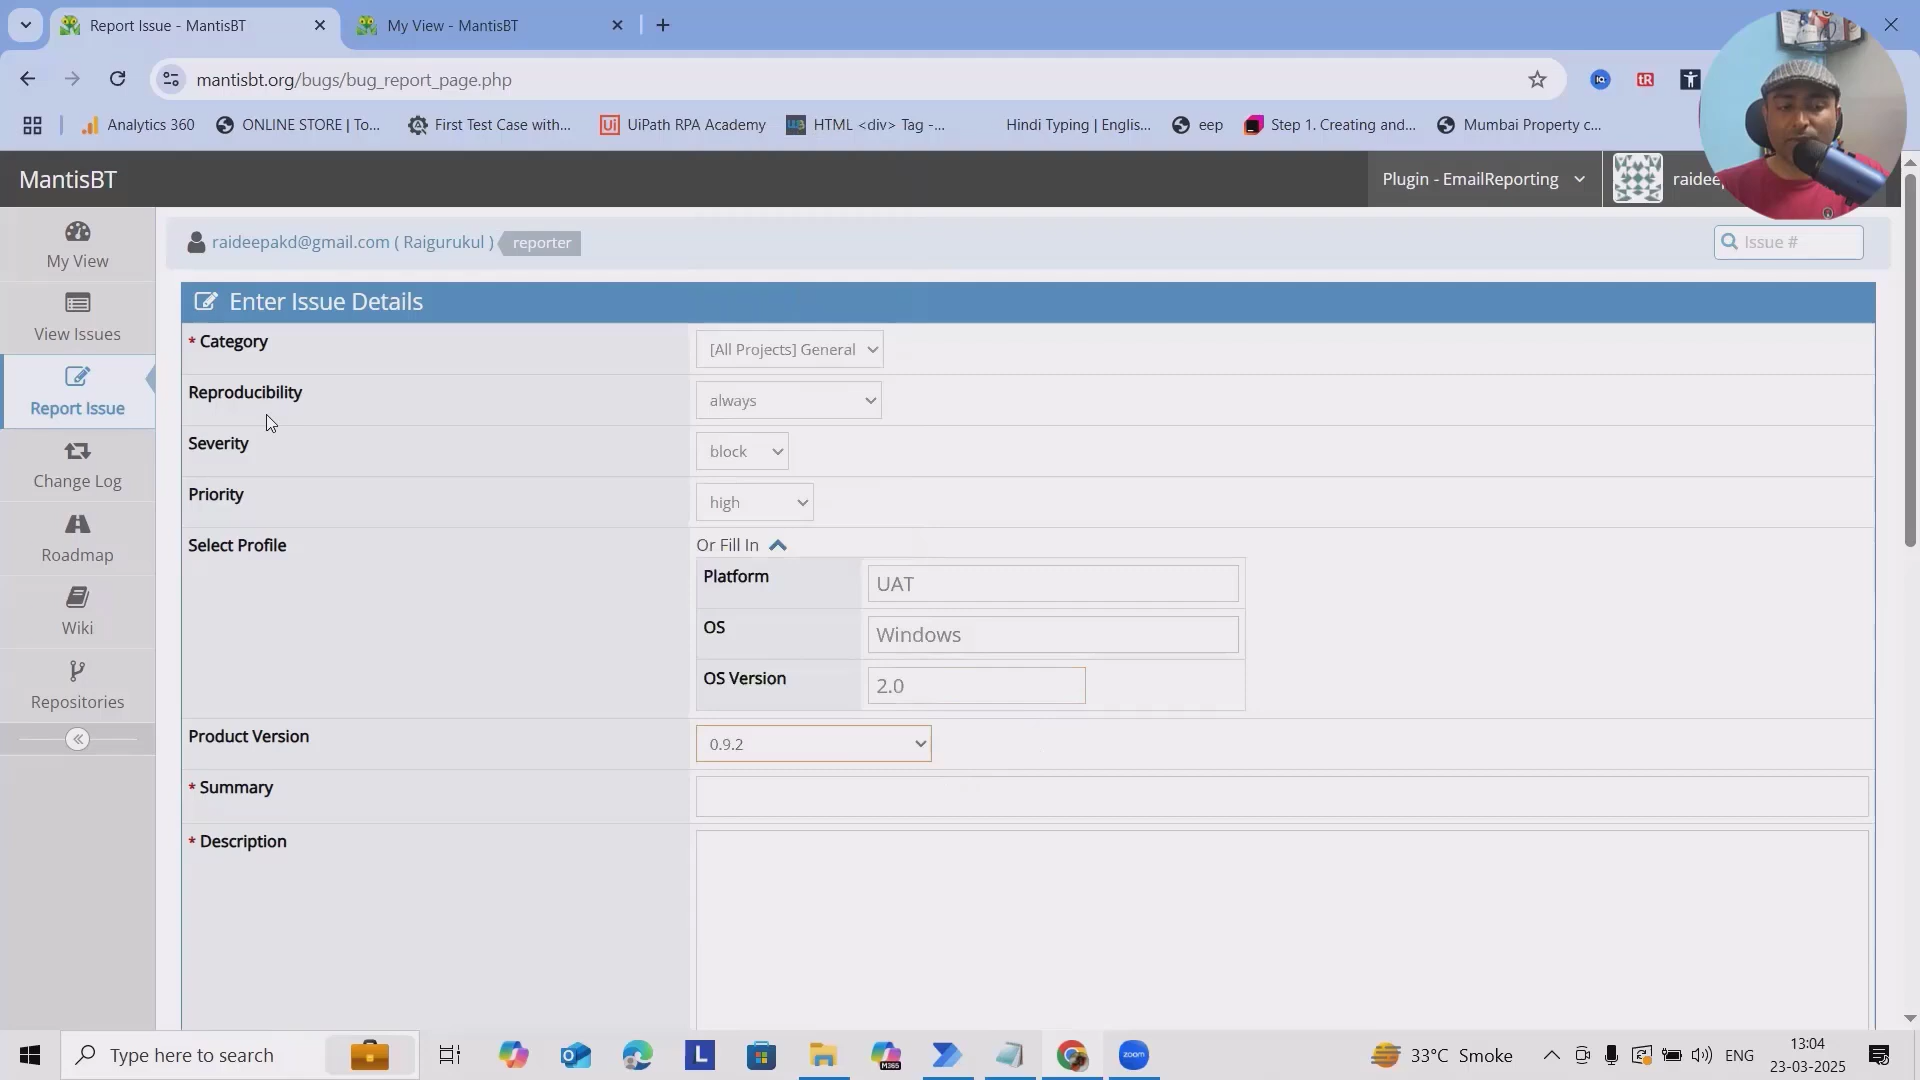 Report Issue - MantisBT
My View - MantisBT
mantisbt.org/bugs/bug_report_page.php
Analytics 360
ONLINE STORE | To...
First Test Case with...
UiPath RPA Academy
HTML <div> Tag -...
Hindi Typing | Englis...
eep
Step 1. Creating and...
Mumbai Property c...
MantisBT
Plugin - EmailReporting
raidee
My View
View Issues
Report Issue
Change Log
Roadmap
Wiki
Repositories
raideepakd@gmail.com ( Raigurukul )
reporter
Issue #
Enter Issue Details
* Category
[All Projects] General
Reproducibility
always
Severity
block
Priority
high
Select Profile
Or Fill In
Platform
UAT
OS
Windows
OS Version
2.0
Product Version
0.9.2
* Summary
* Description
Type here to search
L
M365
zoom
33°C Smoke
ENG
13:04
23-03-2025